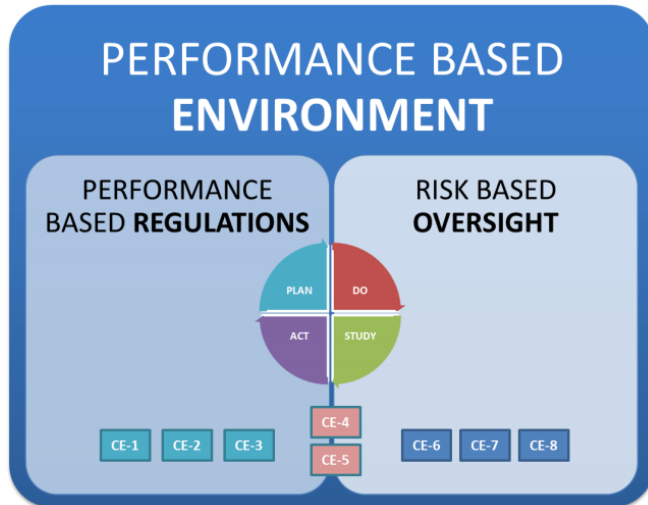 PERFORMANCE BASED
ENVIRONMENT
PERFORMANCE
BASED REGULATIONS
RISK BASED
OVERSIGHT
PLAN
DO
ACT
STUDY
CE-1
CE-2
CE-3
CE-4
CE-5
CE-6
CE-7
CE-8